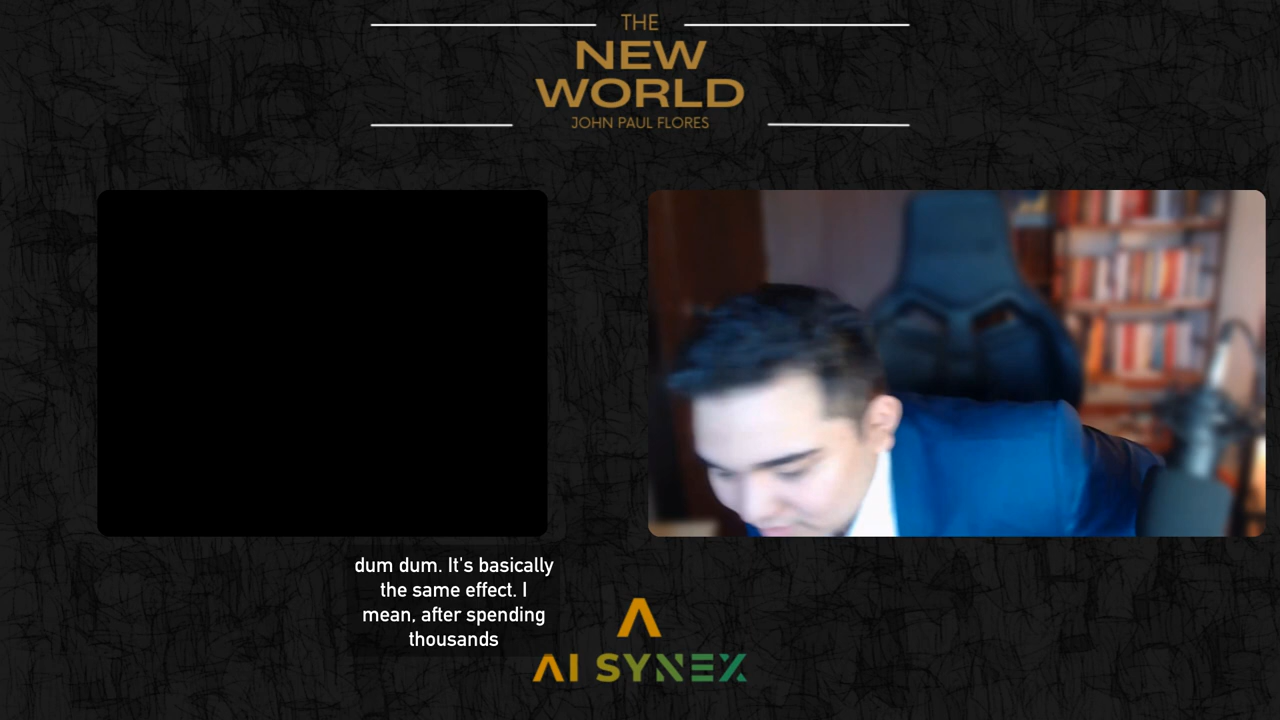 THE
NEW
WORLD
JOHN PAUL FLORES
dum dum. It's basically
the same effect. I
mean, after spending
thousands
AI SYNEX